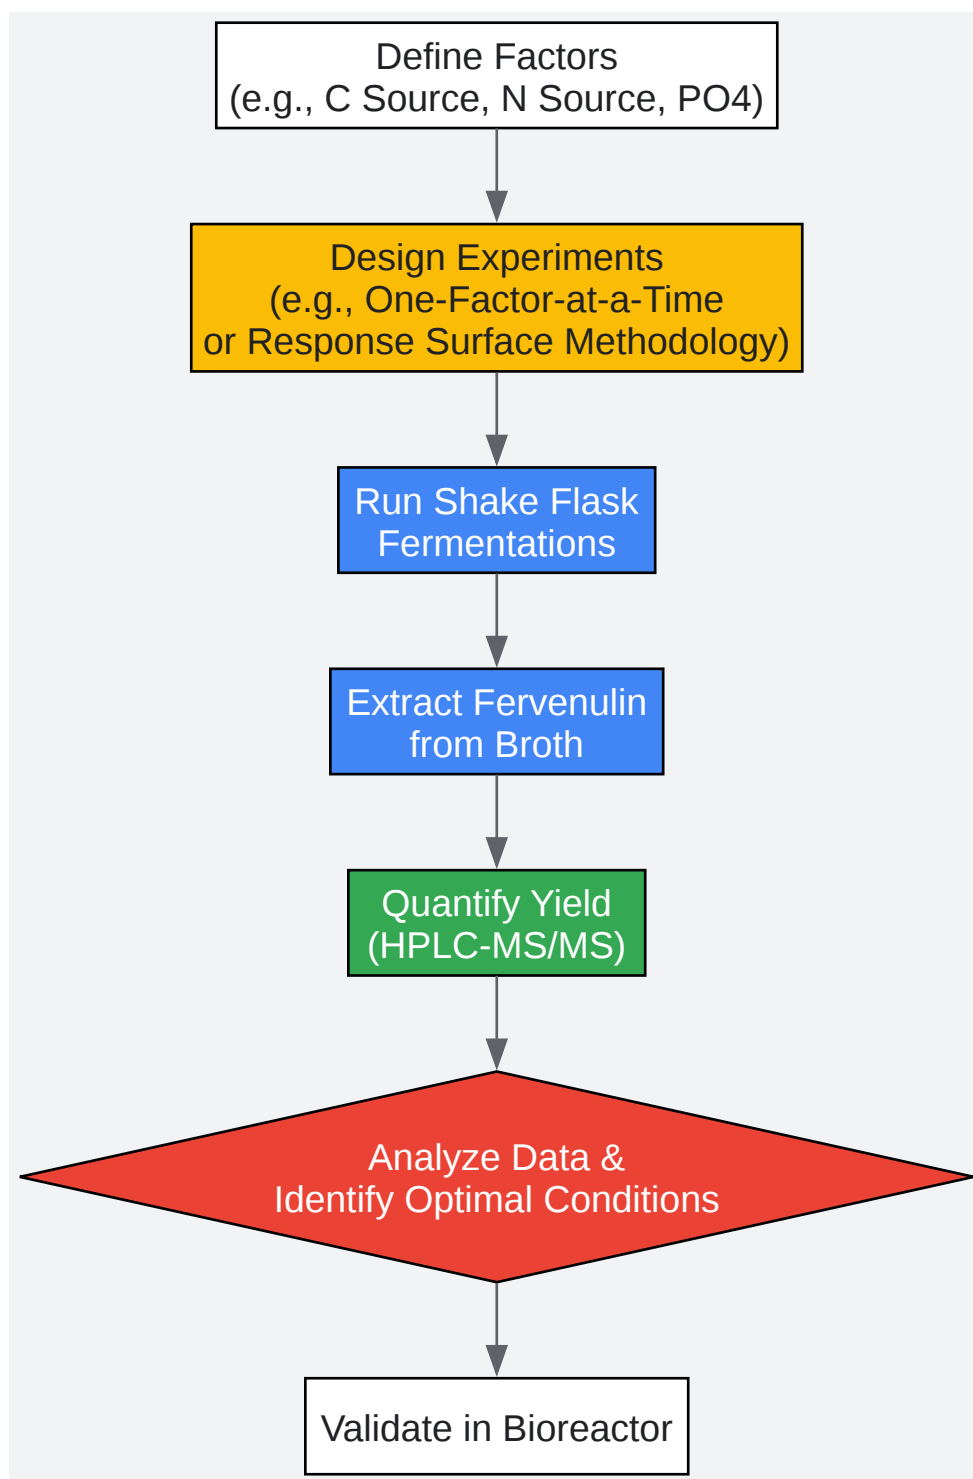 Define Factors
(e.g., C Source, N Source, PO4)
Design Experiments
(e.g., One-Factor-at-a-Time
or Response Surface Methodology)
Run Shake Flask
Fermentations
Extract Fervenulin
from Broth
Quantify Yield
(HPLC-MS/MS)
Analyze Data &
Identify Optimal Conditions
Validate in Bioreactor